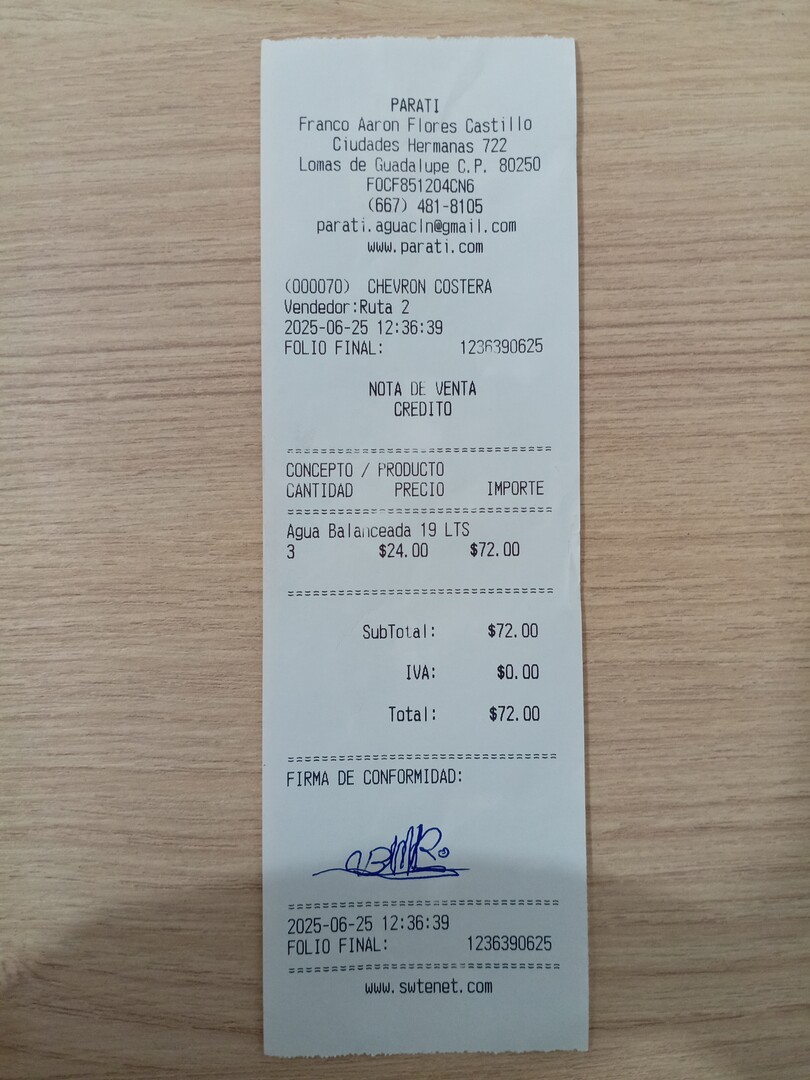 PARATI
Franco Aaron Flores Castillo
Ciudades Hermanas 722
Lomas de Guadalupe C.P. 80250
FOCF851204CN6
(667) 481-8105
parati.aguacln@gmail.com
www.parati.com
(000070) CHEVRON COSTERA
Vendedor:Ruta 2
2025-06-25 12:36:39
FOLIO FINAL: 1236390625
NOTA DE VENTA
CREDITO
CONCEPTO / PRODUCTO
CANTIDAD PRECIO IMPORTE
Agua Balanceada 19 LTS
3 $24.00 $72.00
SubTotal: $72.00
IVA: $0.00
Total: $72.00
FIRMA DE CONFORMIDAD:
2025-06-25 12:36:39
FOLIO FINAL: 1236390625
www.swtenet.com